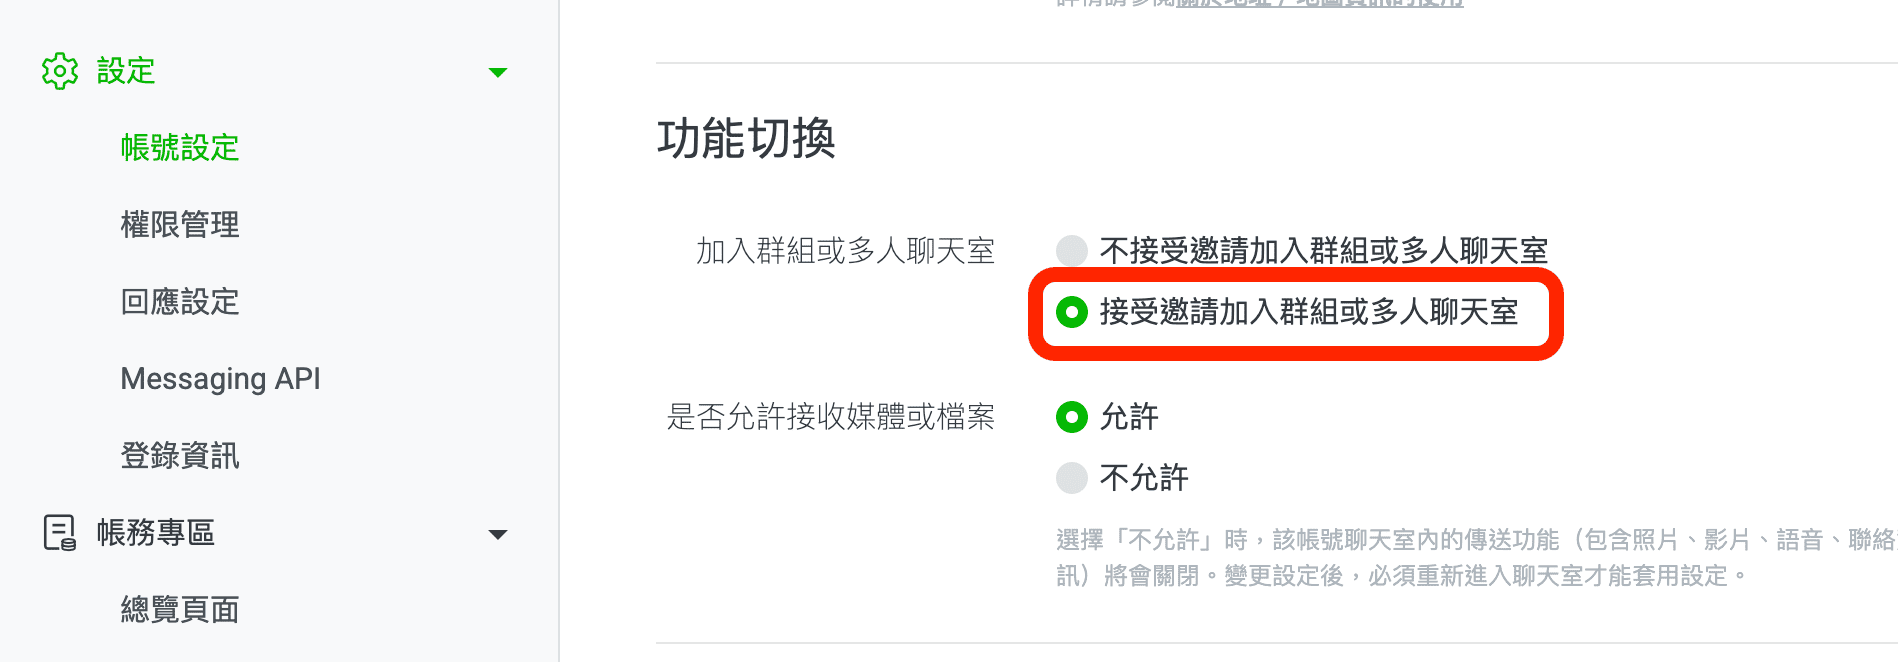 設定
帳號設定
權限管理
回應設定
Messaging API
登錄資訊
帳務專區
總覽頁面
功能切換
加入群組或多人聊天室
不接受邀請加入群組或多人聊天室
接受邀請加入群組或多人聊天室
是否允許接收媒體或檔案
允許
不允許
選擇「不允許」時，該帳號聊天室內的傳送功能（包含照片、影片、語音、聯絡
訊）將會關閉。變更設定後，必須重新進入聊天室才能套用設定。